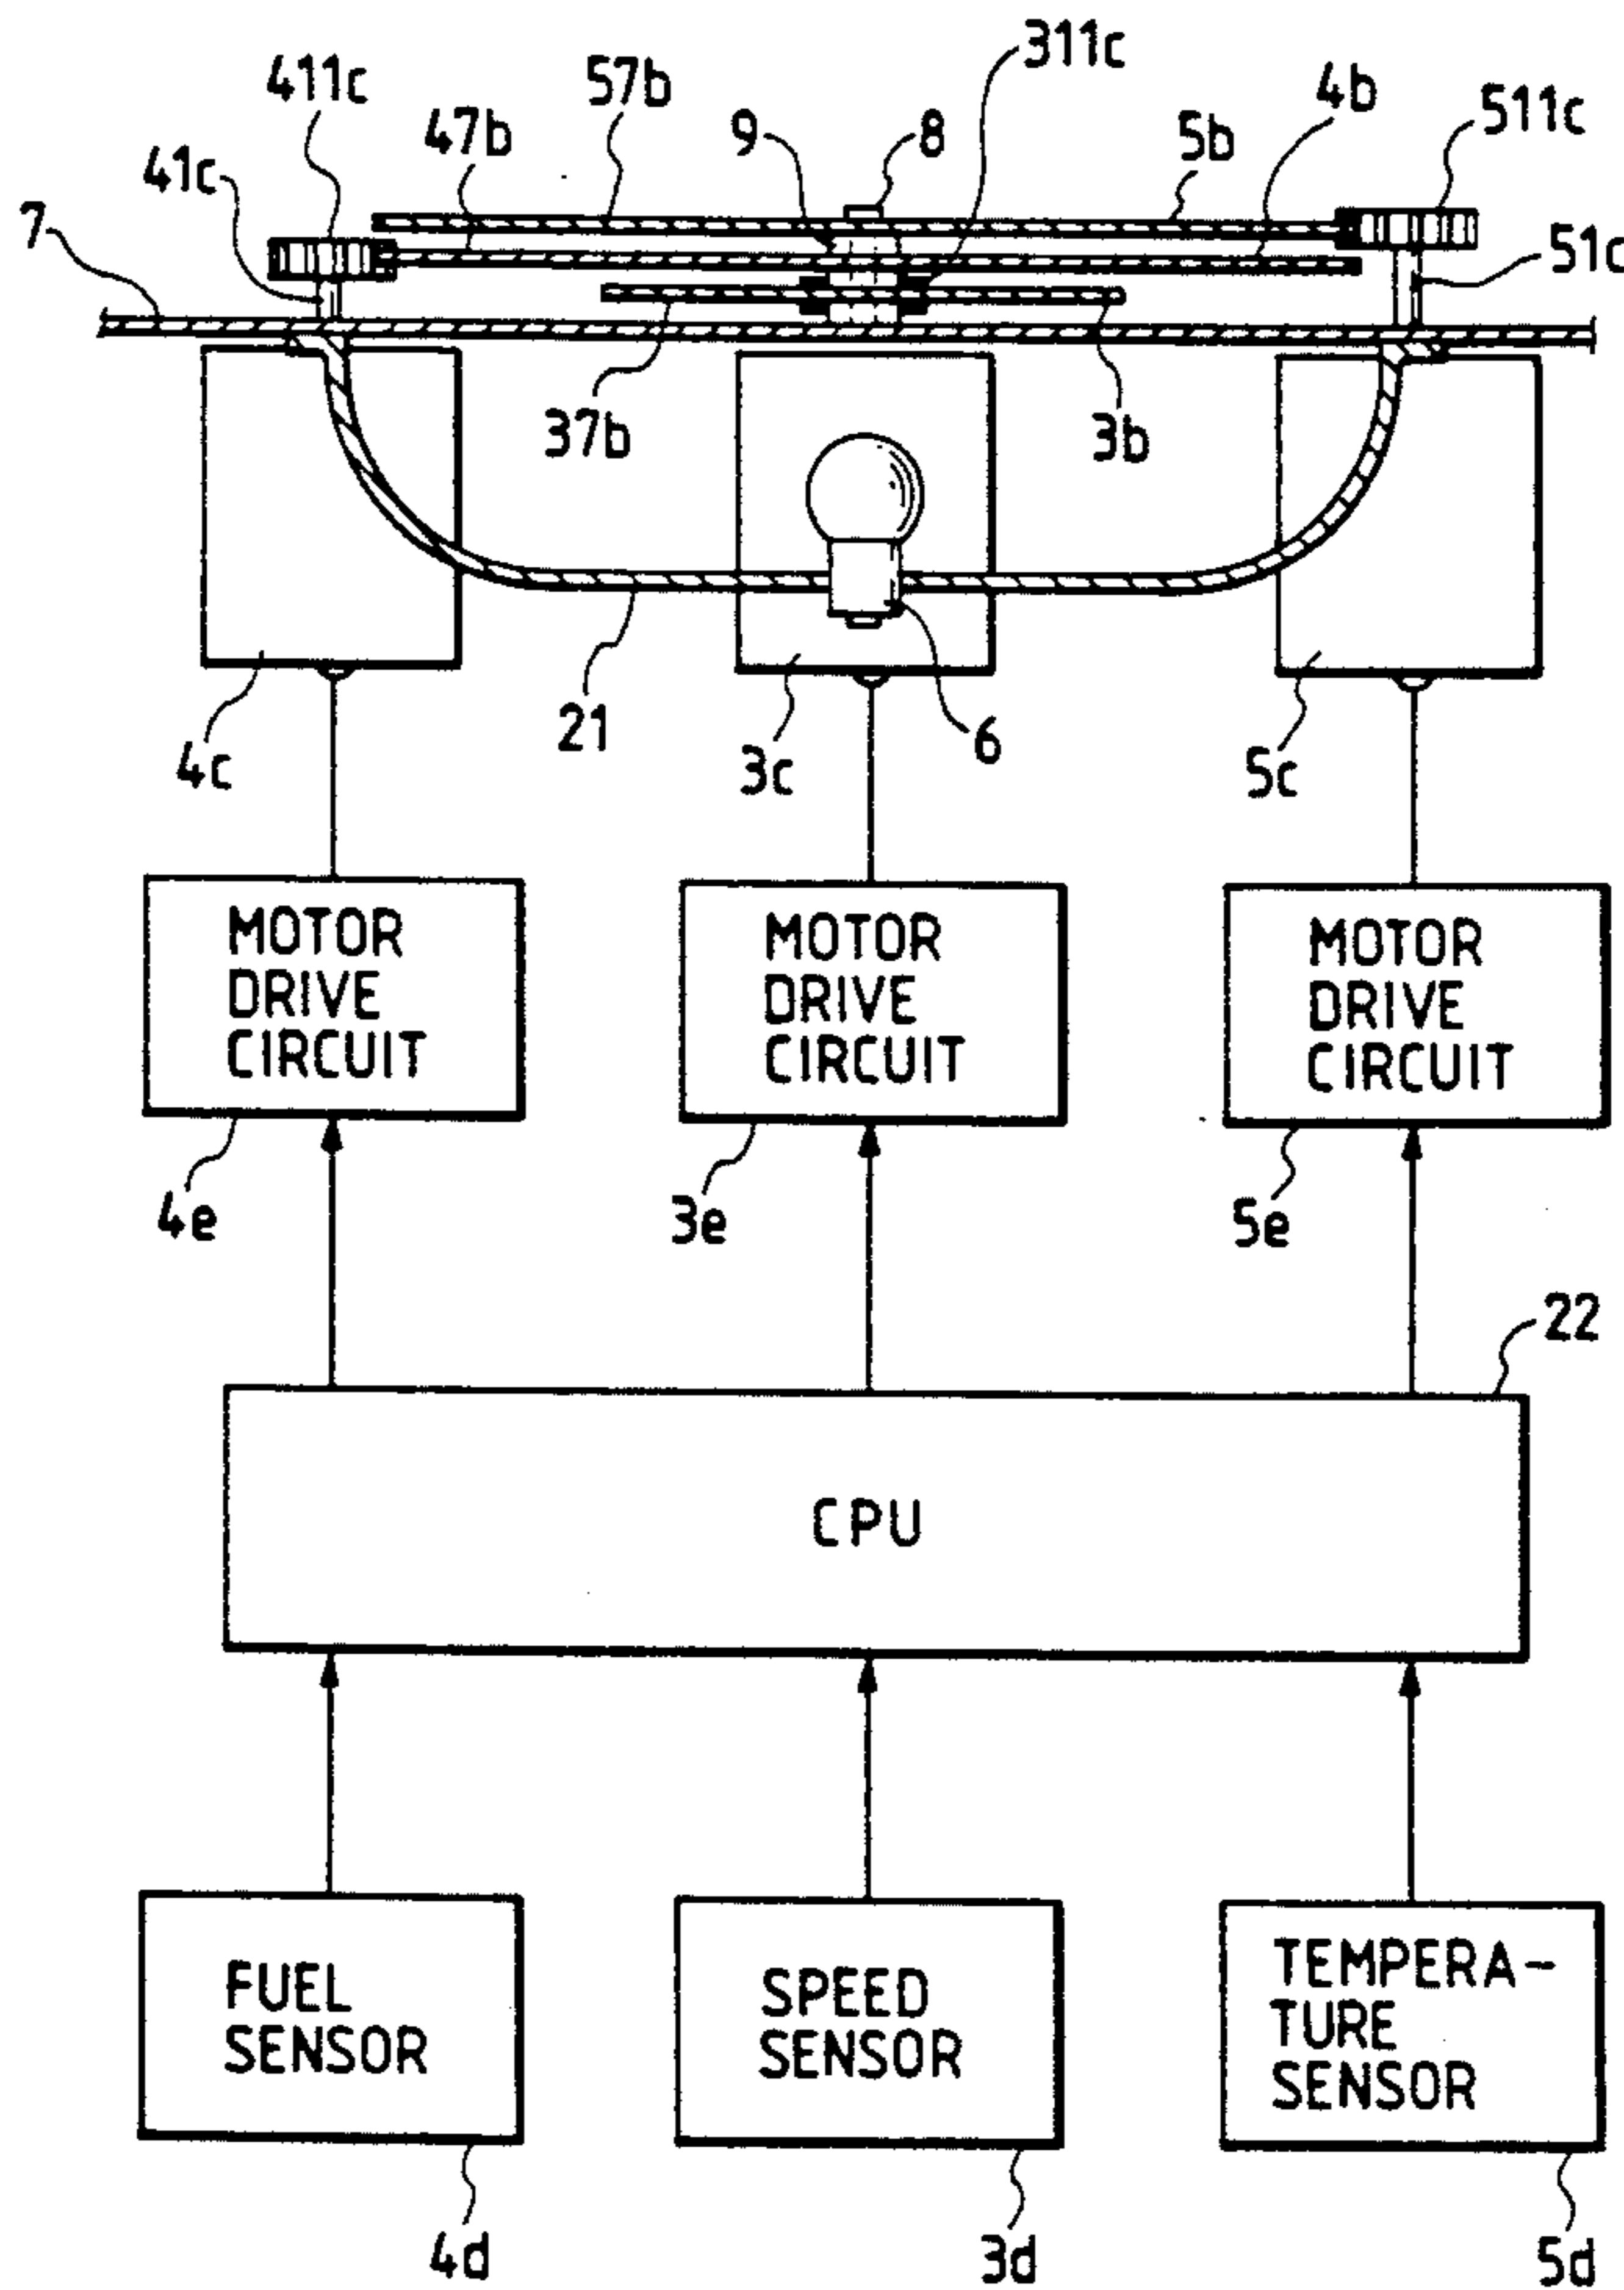 311c
57b
411c
4b
511c
9
8
47b
5b
41c
7
51c
37b
3b
21
6
4c
3c
5c
MOTOR
DRIVE
CIRCUIT
MOTOR
DRIVE
CIRCUIT
MOTOR
DRIVE
CIRCUIT
4e
3e
5e
22
CPU
FUEL
SENSOR
SPEED
SENSOR
TEMPERA-
TURE
SENSOR
4d
3d
5d